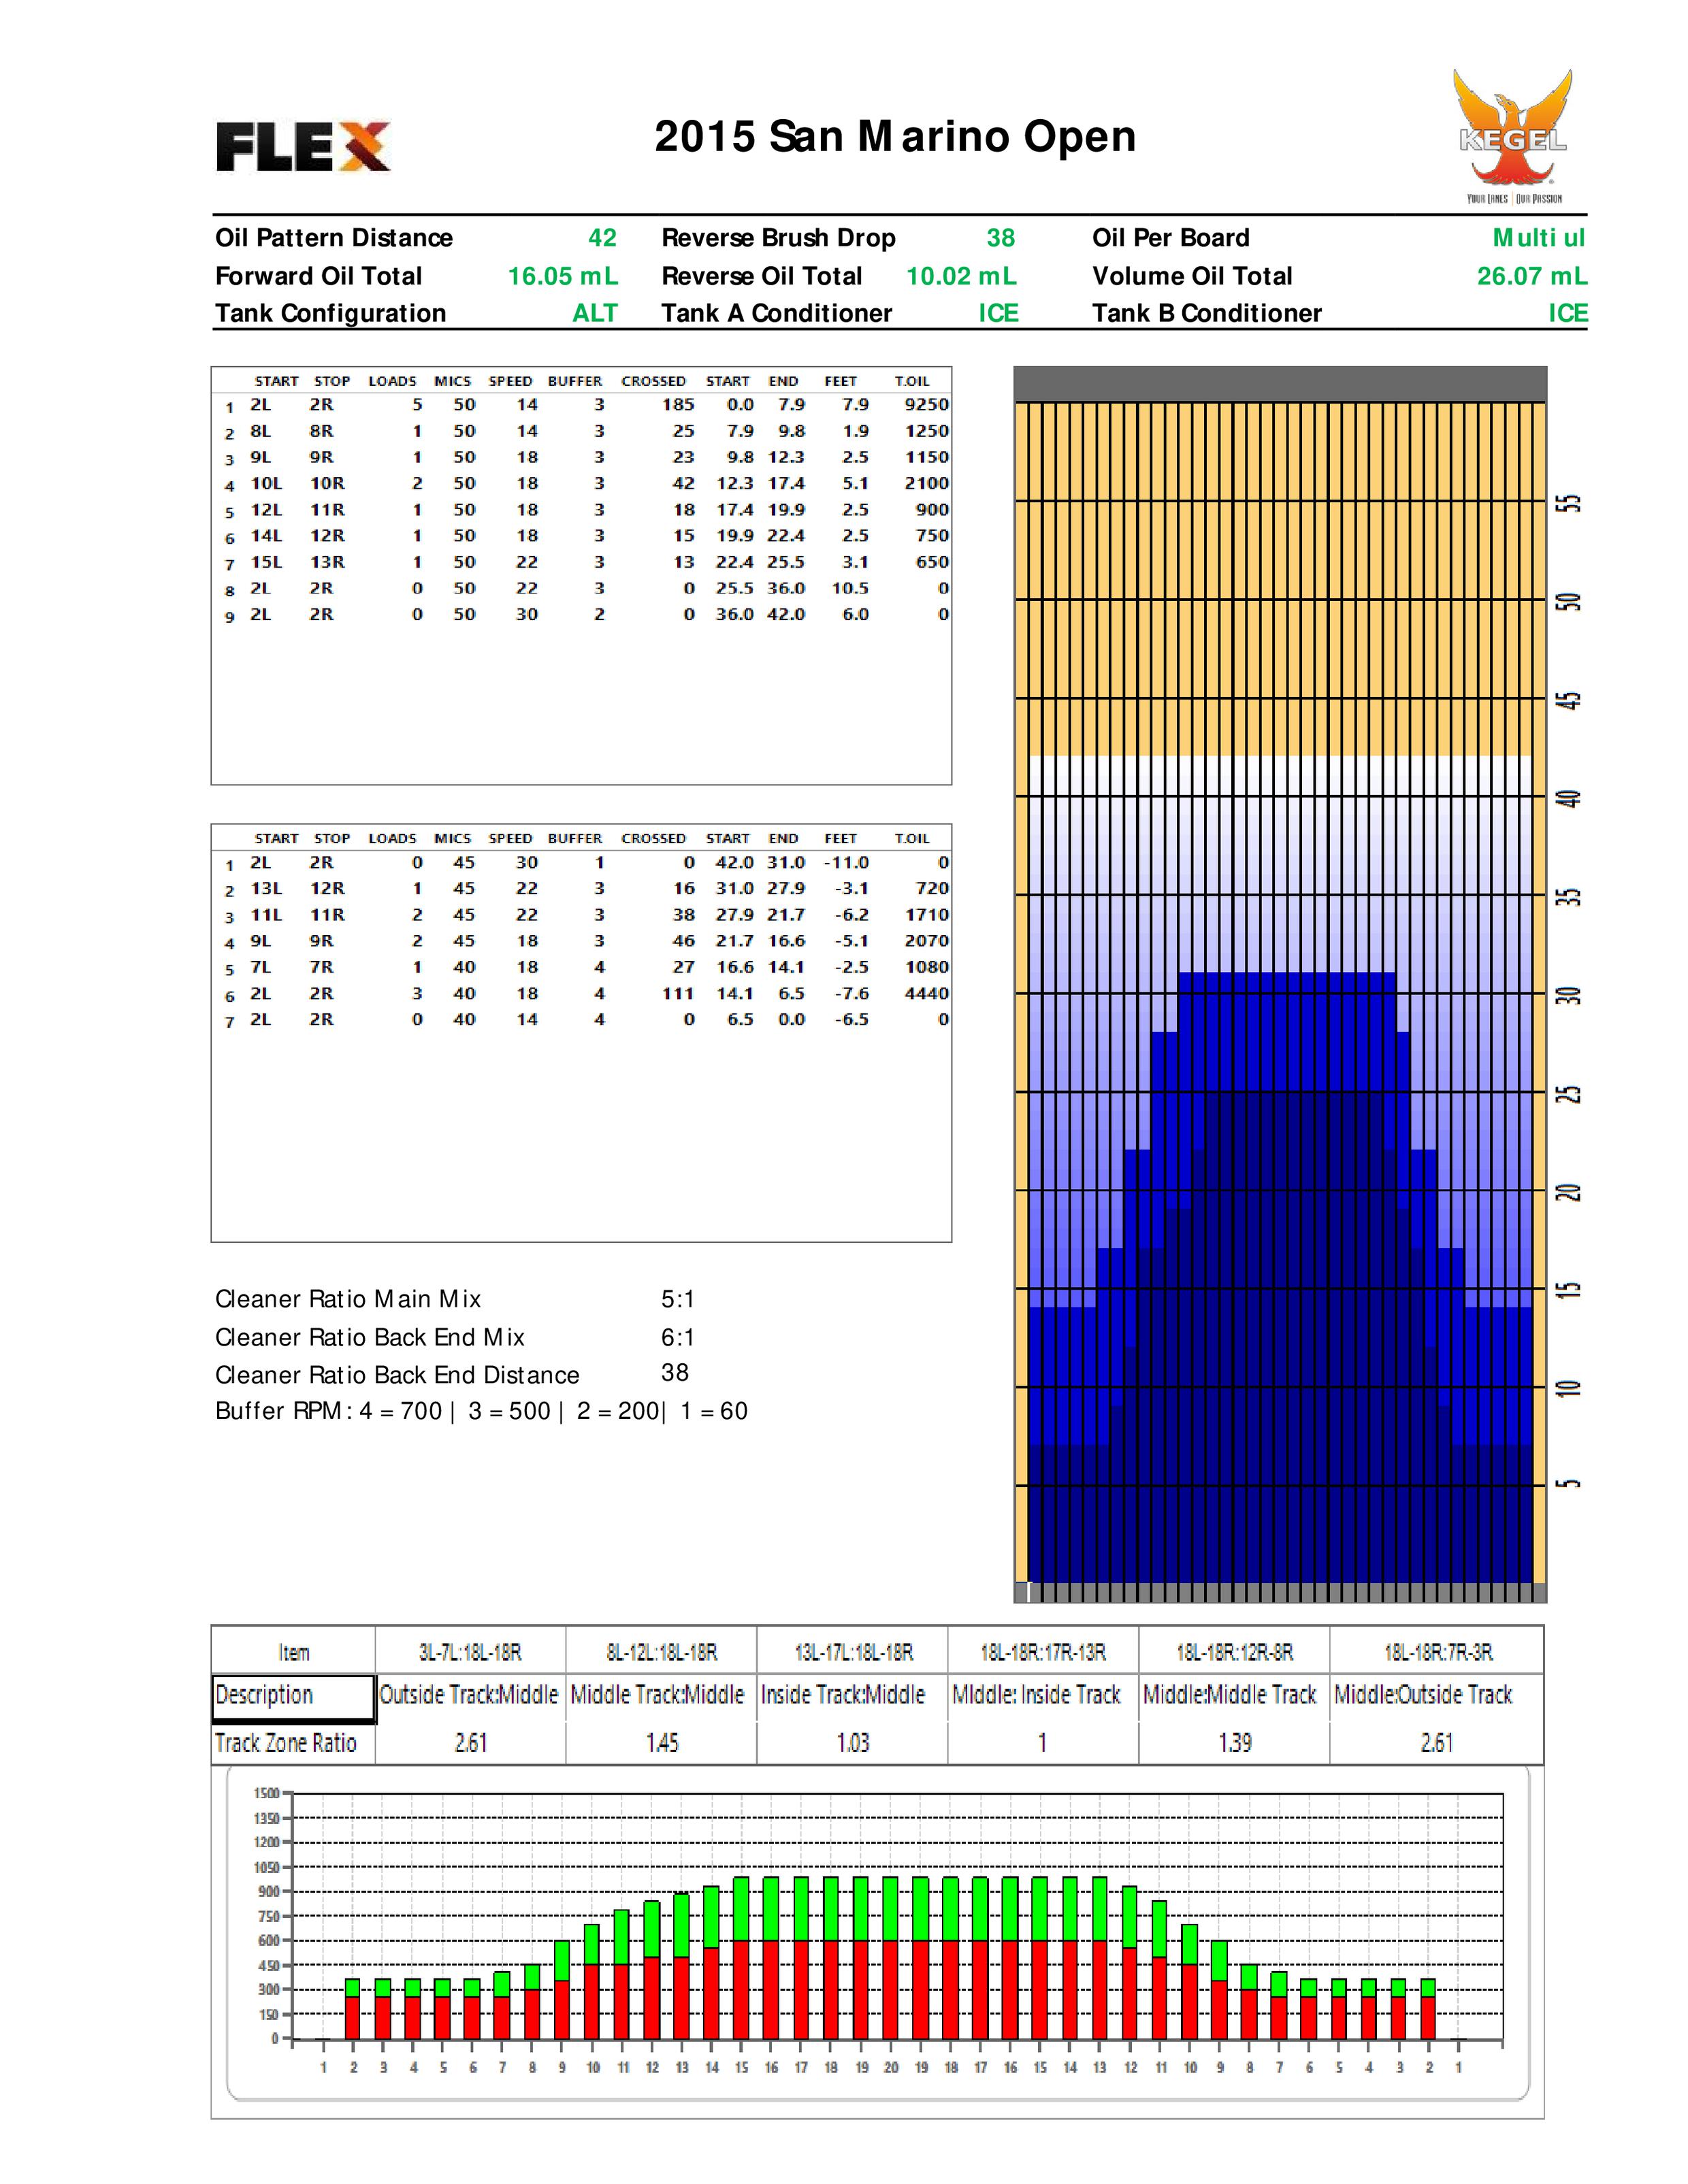 FLEX
2015 San Marino Open
KEGEL
YOUR LANES | OUR PASSION
Oil Pattern Distance 42 Reverse Brush Drop 38 Oil Per Board Multi ul
Forward Oil Total 16.05 mL Reverse Oil Total 10.02 mL Volume Oil Total 26.07 mL
Tank Configuration ALT Tank A Conditioner ICE Tank B Conditioner ICE
START STOP LOADS MICS SPEED BUFFER CROSSED START END FEET T.OIL
1 2L 2R 5 50 14 3 185 0.0 7.9 7.9 9250
2 8L 8R 1 50 14 3 25 7.9 9.8 1.9 1250
3 9L 9R 1 50 18 3 23 9.8 12.3 2.5 1150
4 10L 10R 2 50 18 3 42 12.3 17.4 5.1 2100
5 12L 11R 1 50 18 3 18 17.4 19.9 2.5 900
6 14L 12R 1 50 18 3 15 19.9 22.4 2.5 750
7 15L 13R 1 50 22 3 13 22.4 25.5 3.1 650
8 2L 2R 0 50 22 3 0 25.5 36.0 10.5 0
9 2L 2R 0 50 30 2 0 36.0 42.0 6.0 0
START STOP LOADS MICS SPEED BUFFER CROSSED START END FEET T.OIL
1 2L 2R 0 45 30 1 0 42.0 31.0 -11.0 0
2 13L 12R 1 45 22 3 16 31.0 27.9 -3.1 720
3 11L 11R 2 45 22 3 38 27.9 21.7 -6.2 1710
4 9L 9R 2 45 18 3 46 21.7 16.6 -5.1 2070
5 7L 7R 1 40 18 4 27 16.6 14.1 -2.5 1080
6 2L 2R 3 40 18 4 111 14.1 6.5 -7.6 4440
7 2L 2R 0 40 14 4 0 6.5 0.0 -6.5 0
Cleaner Ratio Main Mix 5:1
Cleaner Ratio Back End Mix 6:1
Cleaner Ratio Back End Distance 38
Buffer RPM: 4 = 700 | 3 = 500 | 2 = 200| 1 = 60
55
50
45
40
35
30
25
20
15
10
5
Item 3L-7L:18L-18R 8L-12L:18L-18R 13L-17L:18L-18R 18L-18R:17R-13R 18L-18R:12R-8R 18L-18R:7R-3R
Description Outside Track:Middle Middle Track:Middle Inside Track:Middle MIddle: Inside Track Middle:Middle Track Middle:Outside Track
Track Zone Ratio 2.61 1.45 1.03 1 1.39 2.61
1500
1350
1200
1050
900
750
600
450
300
150
0
1 2 3 4 5 6 7 8 9 10 11 12 13 14 15 16 17 18 19 20 19 18 17 16 15 14 13 12 11 10 9 8 7 6 5 4 3 2 1